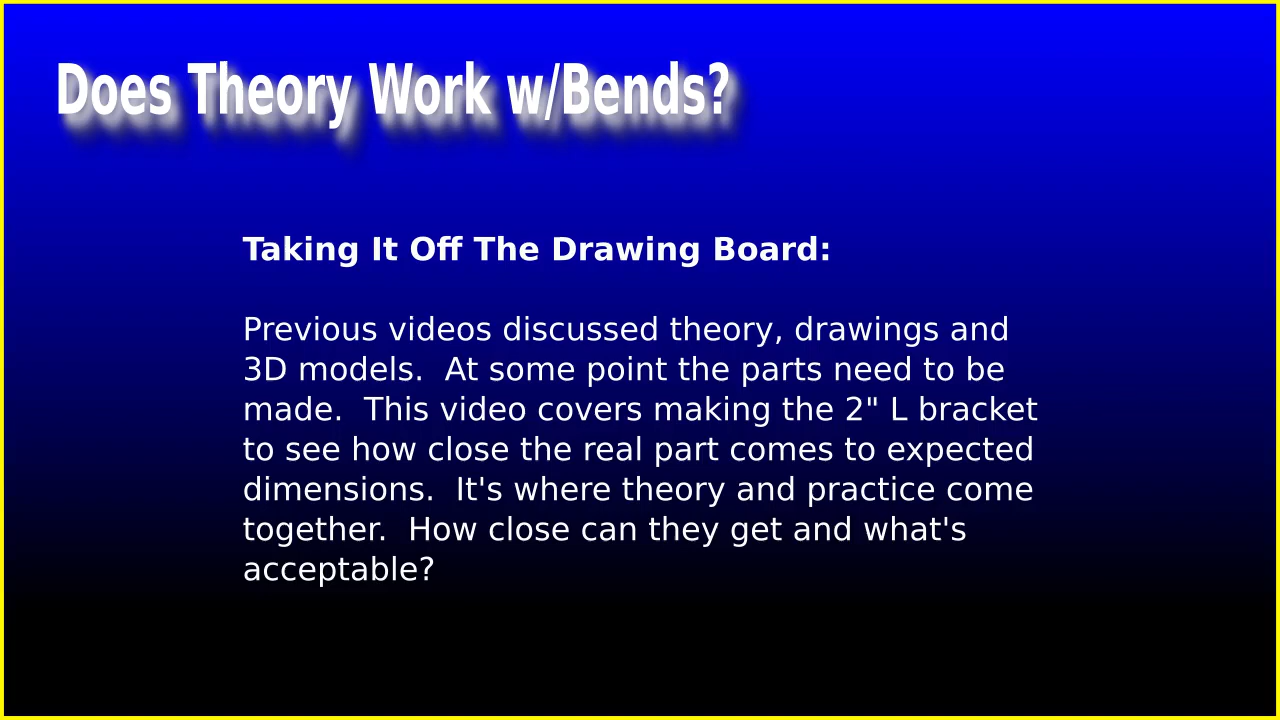 Does Theory Work w/Bends?
Taking It Off The Drawing Board:
Previous videos discussed theory, drawings and
3D models.  At some point the parts need to be
made.  This video covers making the 2" L bracket
to see how close the real part comes to expected
dimensions.  It's where theory and practice come
together.  How close can they get and what's
acceptable?